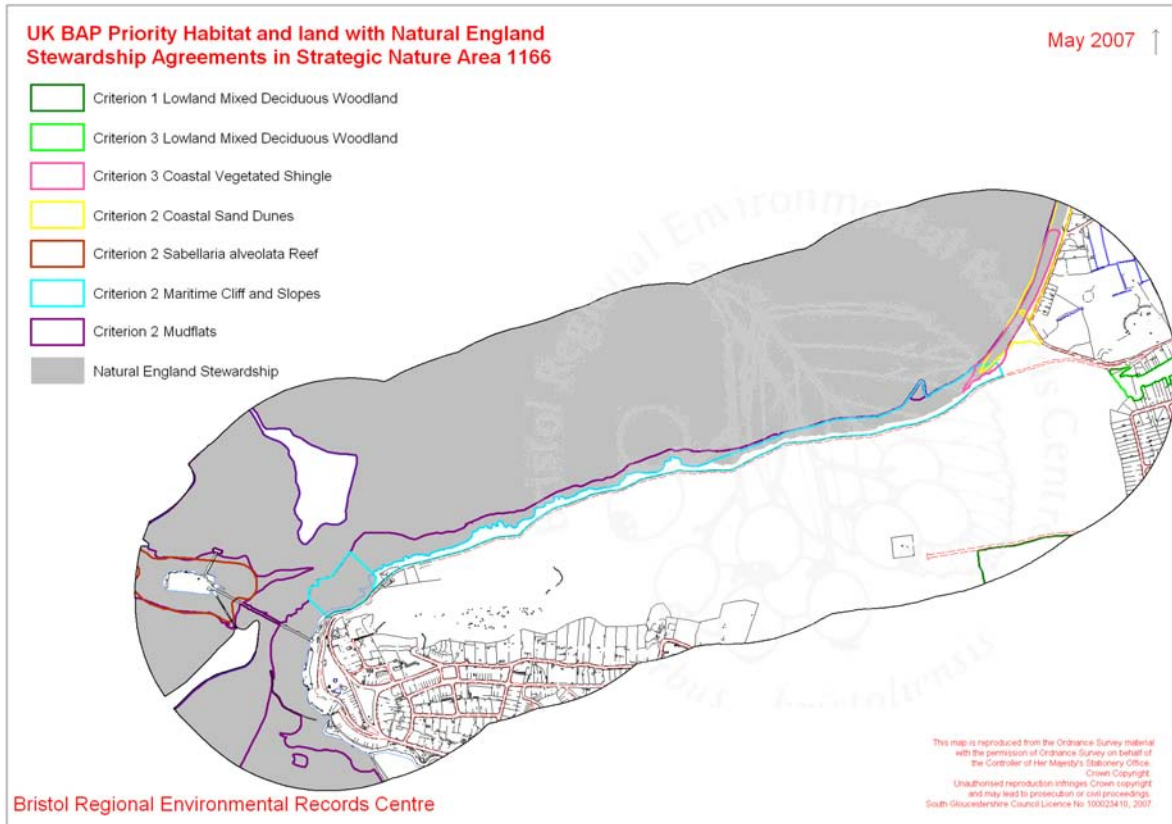 UK BAP Priority Habitat and land with Natural England
Stewardship Agreements in Strategic Nature Area 1166
May 2007
Criterion 1 Lowland Mixed Deciduous Woodland
Criterion 3 Lowland Mixed Deciduous Woodland
Criterion 3 Coastal Vegetated Shingle
Criterion 2 Coastal Sand Dunes
Criterion 2 Sabellaria alveolata Reef
Criterion 2 Maritime Cliff and Slopes
Criterion 2 Mudflats
Natural England Stewardship
Regional Environmental
This map is reproduced from the Ordnance Survey material
with the permission of Ordnance Survey on behalf of
the Controller of Her Majesty's Stationery Office.
Crown Copyright.
Unauthorised reproduction infringes Crown copyright
and may lead to prosecution or civil proceedings.
South Gloucestershire Council Licence No 100023410, 2007.
Bristol Regional Environmental Records Centre